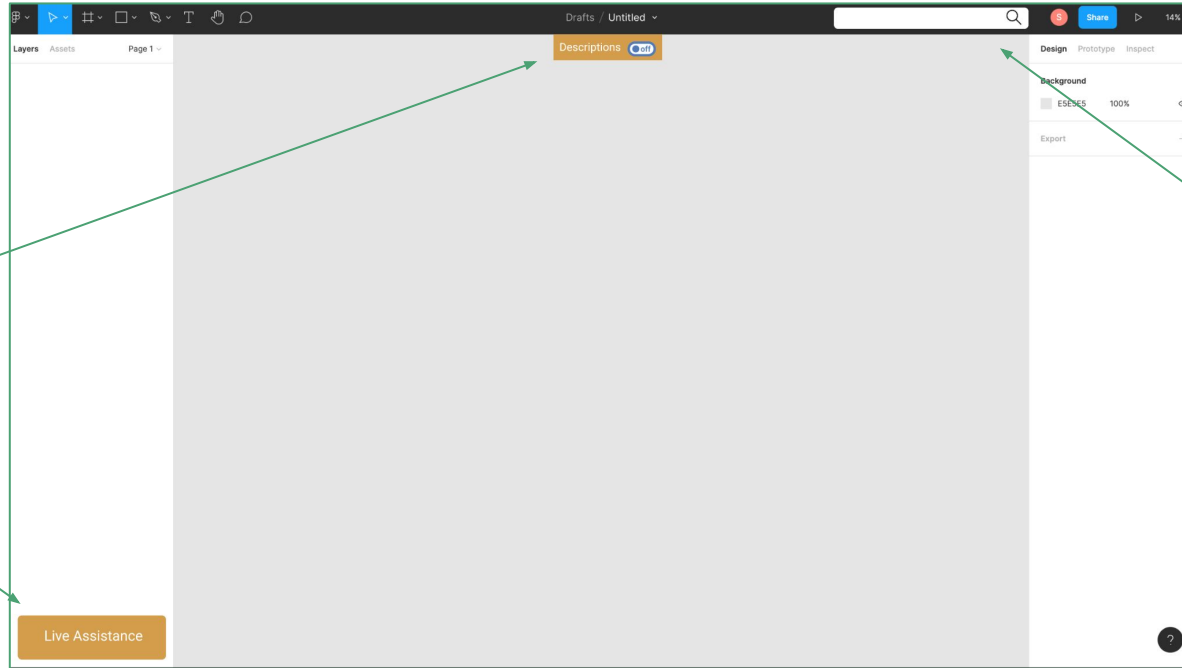 Drafts / Untitled
S
Share
14%
Layers Assets Page 1
Descriptions off
Design Prototype Inspect
Background
E5E5E5 100%
Export
Live Assistance
?